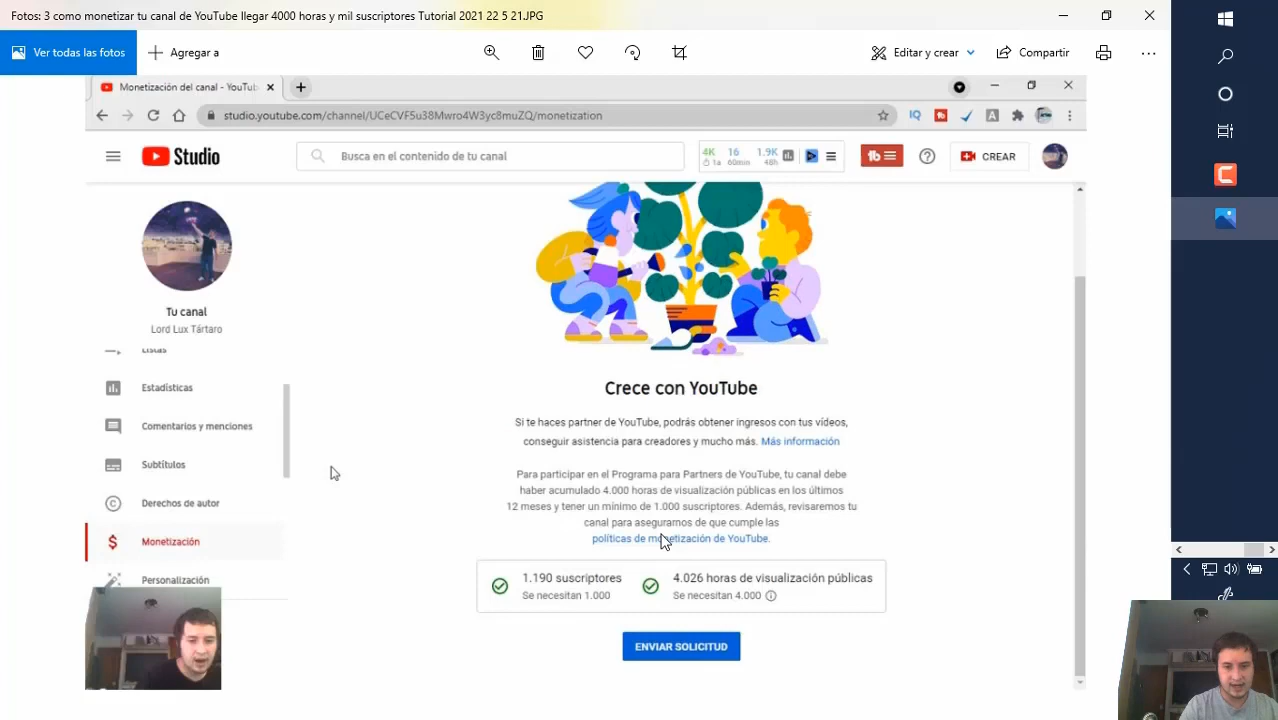 Fotos: 3 como monetizar tu canal de YouTube llegar 4000 horas y mil suscriptores Tutorial 2021 22 5 21.JPG
Ver todas las fotos
Agregar a
Editar y crear
Compartir
Monetización del canal - YouTub
studio.youtube.com/channel/UCeCVF5u38Mwro4W3yc8muZQ/monetization
Studio
Busca en el contenido de tu canal
4K 16 1.9K
1a 60min 48h
CREAR
Tu canal
Lord Lux Tártaro
Listas
Estadísticas
Comentarios y menciones
Subtítulos
Derechos de autor
Monetización
Personalización
Crece con YouTube
Si te haces partner de YouTube, podrás obtener ingresos con tus vídeos,
conseguir asistencia para creadores y mucho más. Más información
Para participar en el Programa para Partners de YouTube, tu canal debe
haber acumulado 4.000 horas de visualización públicas en los últimos
12 meses y tener un mínimo de 1.000 suscriptores. Además, revisaremos tu
canal para asegurarnos de que cumple las
políticas de monetización de YouTube.
1.190 suscriptores
Se necesitan 1.000
4.026 horas de visualización públicas
Se necesitan 4.000
ENVIAR SOLICITUD